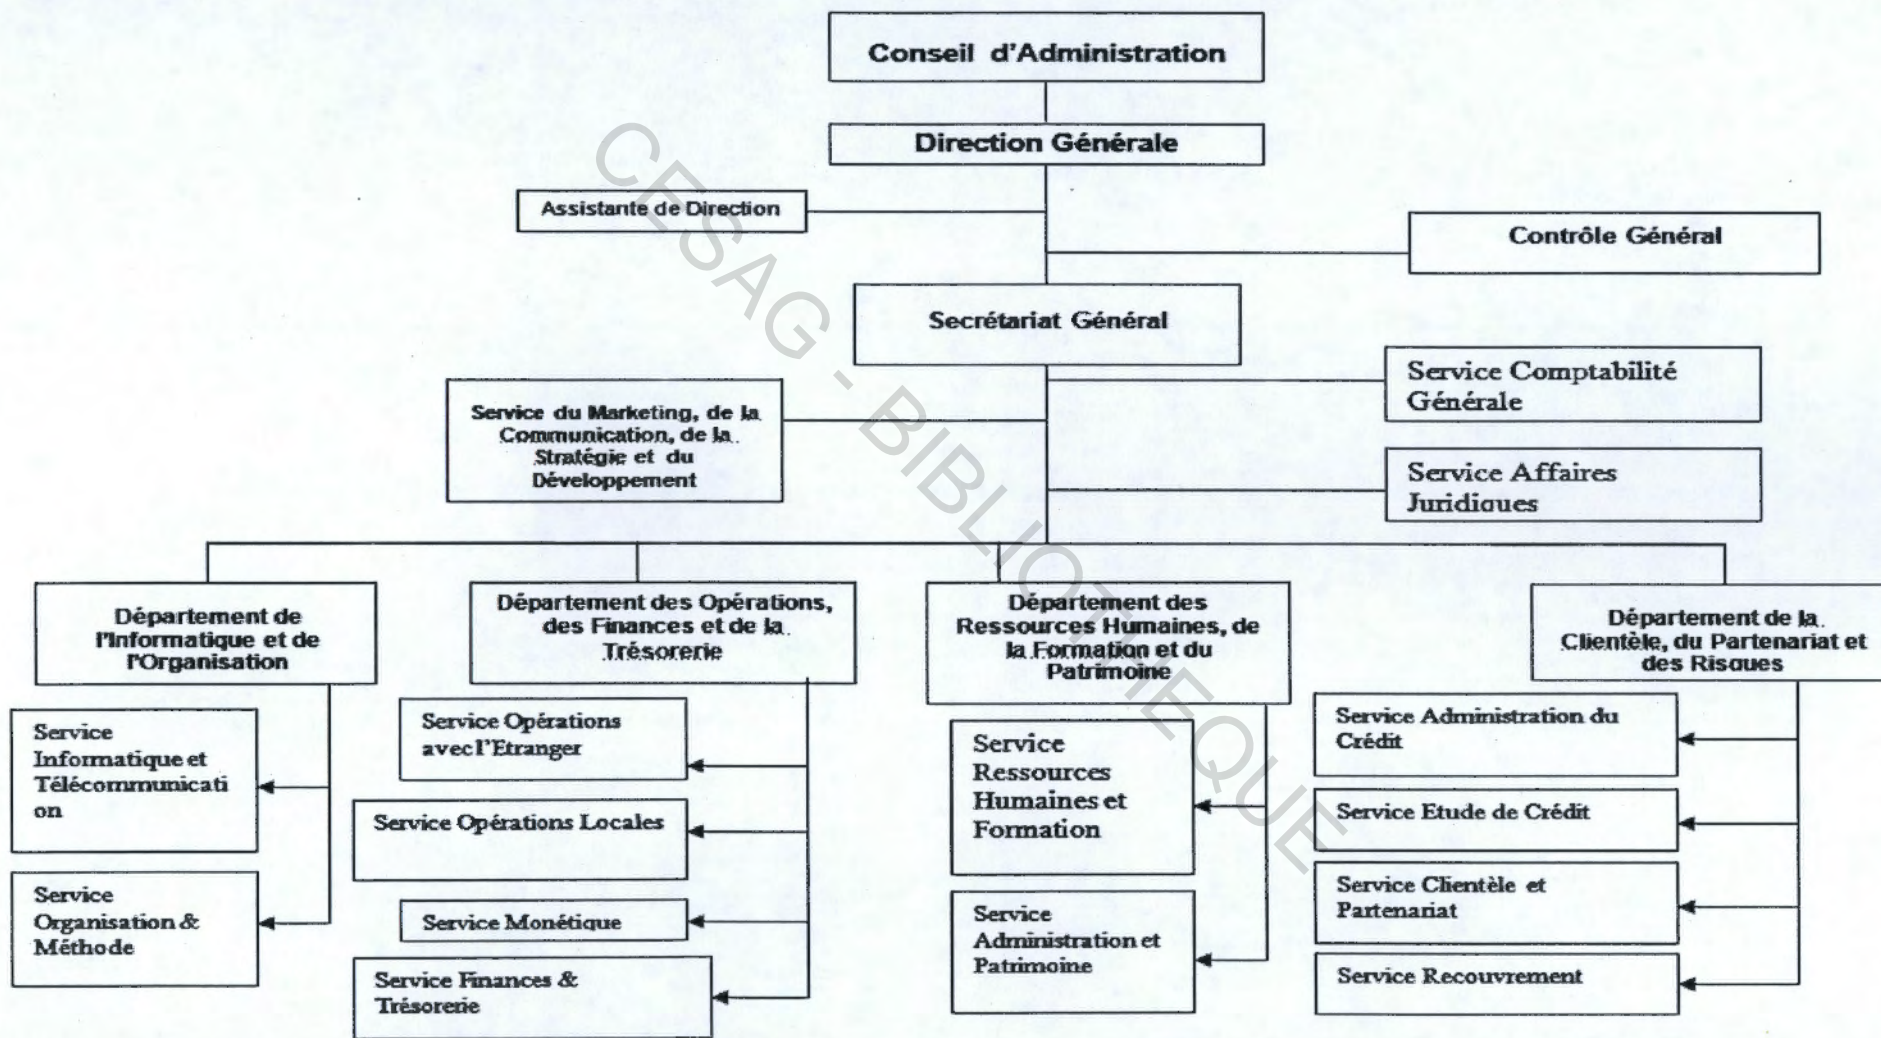 Conseil d'Administration
Direction Générale
Assistante de Direction
Contrôle Général
Secrétariat Général
Service Comptabilité
Générale
Service du Marketing, de la
Communication, de la
Stratégie et du
Développement
Service Affaires
Juridiques
Département de
l'Informatique et de
l'Organisation
Département des Opérations,
des Finances et de la
Trésorerie
Département des
Ressources Humaines, de
la Formation et du
Patrimoine
Département de la
Clientèle, du Partenariat et
des Risques
Service
Informatique et
Télécommunicati
on
Service
Organisation &
Méthode
Service Opérations
avec l'Etranger
Service Opérations Locales
Service Monétique
Service Finances &
Trésorerie
Service
Ressources
Humaines et
Formation
Service
Administration et
Patrimoine
Service Administration du
Crédit
Service Etude de Crédit
Service Clientèle et
Partenariat
Service Recouvrement
CESAG - BIBLIOTHEQUE